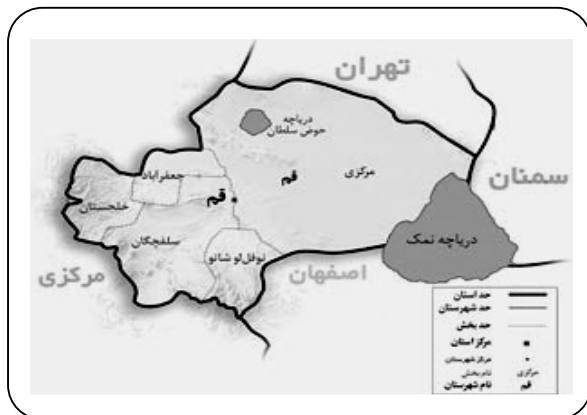 تهران
دریاچه
حوض سلطان
سمنان
مرکزی
قم
جعفرآباد
قم
خلجستان
دریاچه نمک
سلفچگان
نوفل لو شاتو
اصفهان
مرکزی
حد استان
حد شهرستان
حد بخش
مرکز استان
مرکز شهرستان
نام بخش مرکزی
نام شهرستان قم